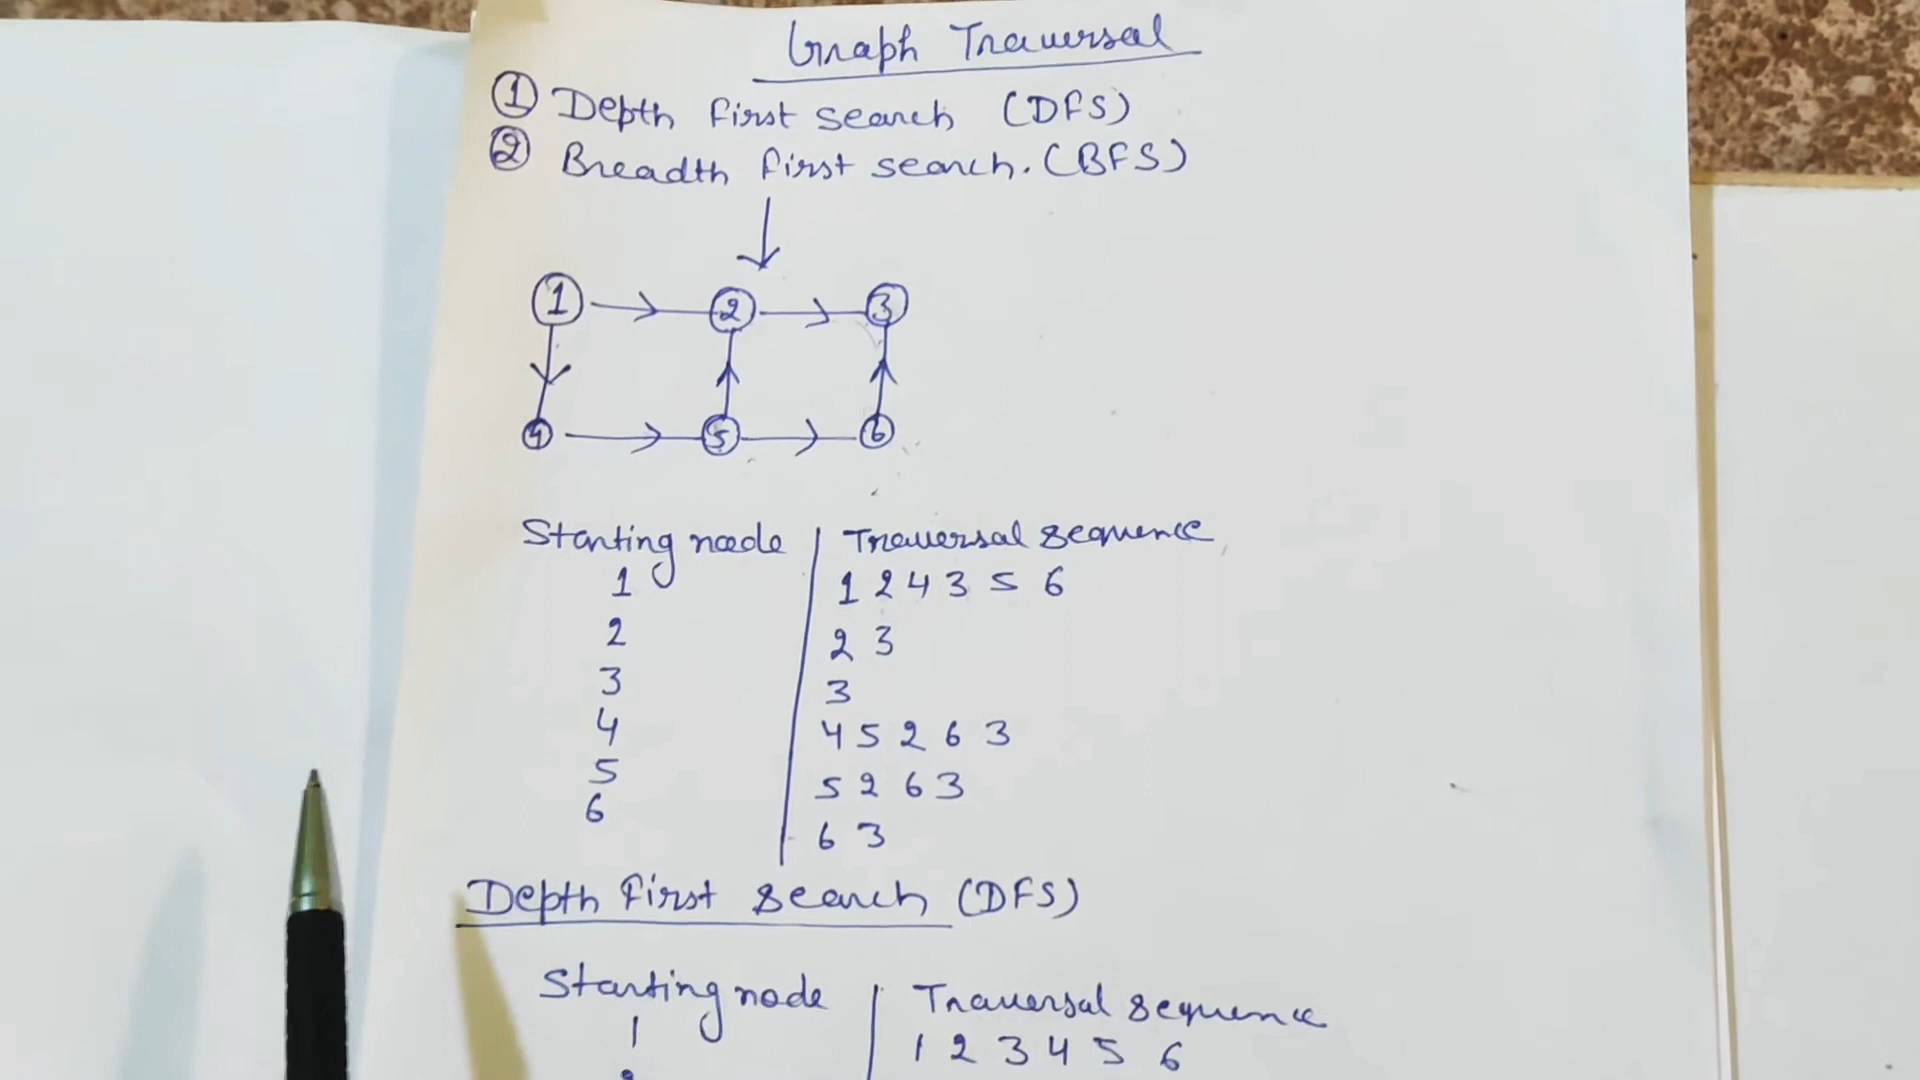 Graph Traversal
① Depth first search (DFS)
② Breadth first search. (BFS)
1 2 3
4 5 6
Starting node | Traversal sequence
1 1 2 4 3 5 6
2 2 3
3 3
4 4 5 2 6 3
5 5 2 6 3
6 6 3
Depth First Search (DFS)
Starting node | Traversal sequence
1 1 2 3 4 5 6